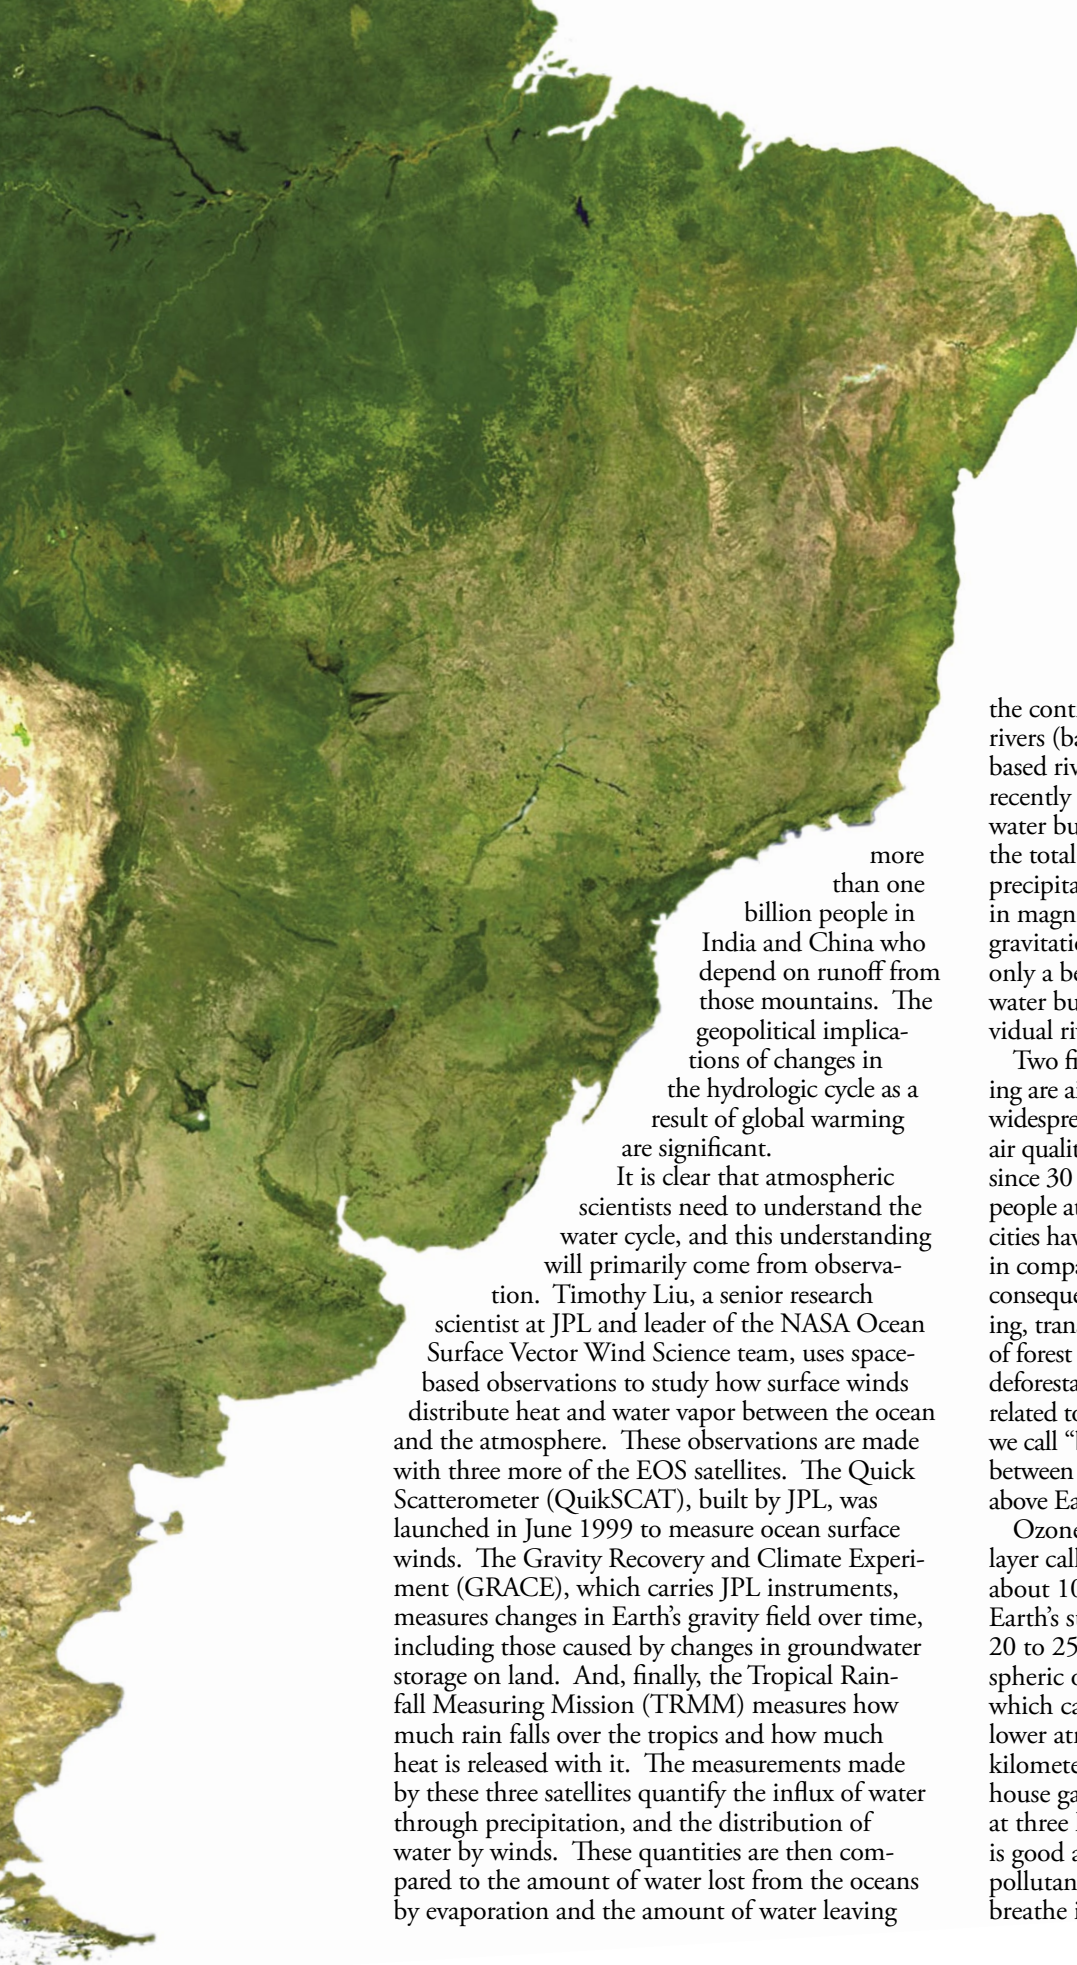 more
than one
billion people in
India and China who
depend on runoff from
those mountains.  The
geopolitical implica-
tions of changes in
the hydrologic cycle as a
result of global warming
are significant.
It is clear that atmospheric
scientists need to understand the
water cycle, and this understanding
will primarily come from observa-
tion.  Timothy Liu, a senior research
scientist at JPL and leader of the NASA Ocean
Surface Vector Wind Science team, uses space-
based observations to study how surface winds
distribute heat and water vapor between the ocean
and the atmosphere.  These observations are made
with three more of the EOS satellites.  The Quick
Scatterometer (QuikSCAT), built by JPL, was
launched in June 1999 to measure ocean surface
winds.  The Gravity Recovery and Climate Experi-
ment (GRACE), which carries JPL instruments,
measures changes in Earth's gravity field over time,
including those caused by changes in groundwater
storage on land.  And, finally, the Tropical Rain-
fall Measuring Mission (TRMM) measures how
much rain falls over the tropics and how much
heat is released with it.  The measurements made
by these three satellites quantify the influx of water
through precipitation, and the distribution of
water by winds.  These quantities are then com-
pared to the amount of water lost from the oceans
by evaporation and the amount of water leaving
the
rivers
based
recently
water
the total
in
only a
water
Two
ing are
air
since 30
people
cities
in
ing,
of forest
related
we call
between
above
Ozone
layer
about
Earth's
20 to 25
which
lower
house
at three
is good
breathe